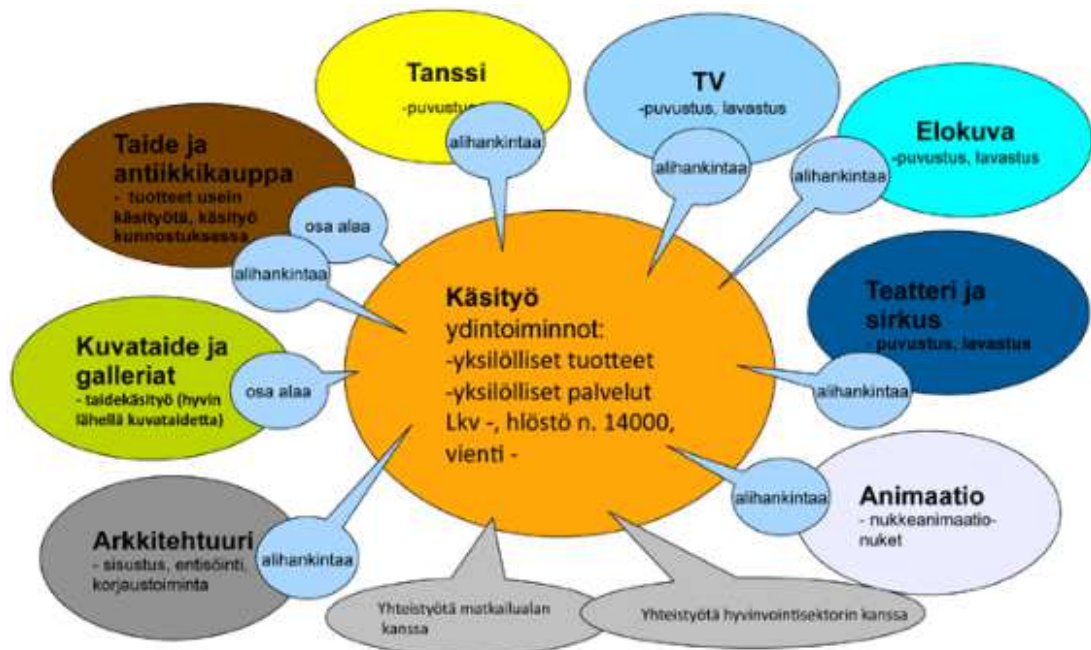 Tanssi
-puvustus
alihankintaa
TV
-puvustus, lavastus
alihankintaa
Elokuva
-puvustus, lavastus
alihankintaa
Taide ja
antiikkikauppa
- tuotteet usein
käsityötä, käsityö
kunnostuksessa
osa alaa
alihankintaa
Käsityö
ydintoiminnot:
-yksilölliset tuotteet
-yksilölliset palvelut
Lkv -, hlöstö n. 14000,
vienti -
Teatteri ja
sirkus
- puvustus, lavastus
alihankintaa
Kuvataide ja
galleriat
- taidekäsityö (hyvin
lähellä kuvataidetta)
osa alaa
Arkkitehtuuri
- sisustus, entisöinti,
korjaustoiminta
alihankintaa
Animaatio
- nukkeanimaatio-
nuket
alihankintaa
Yhteistyötä matkailualan
kanssa
Yhteistyötä hyvinvointisektorin kanssa